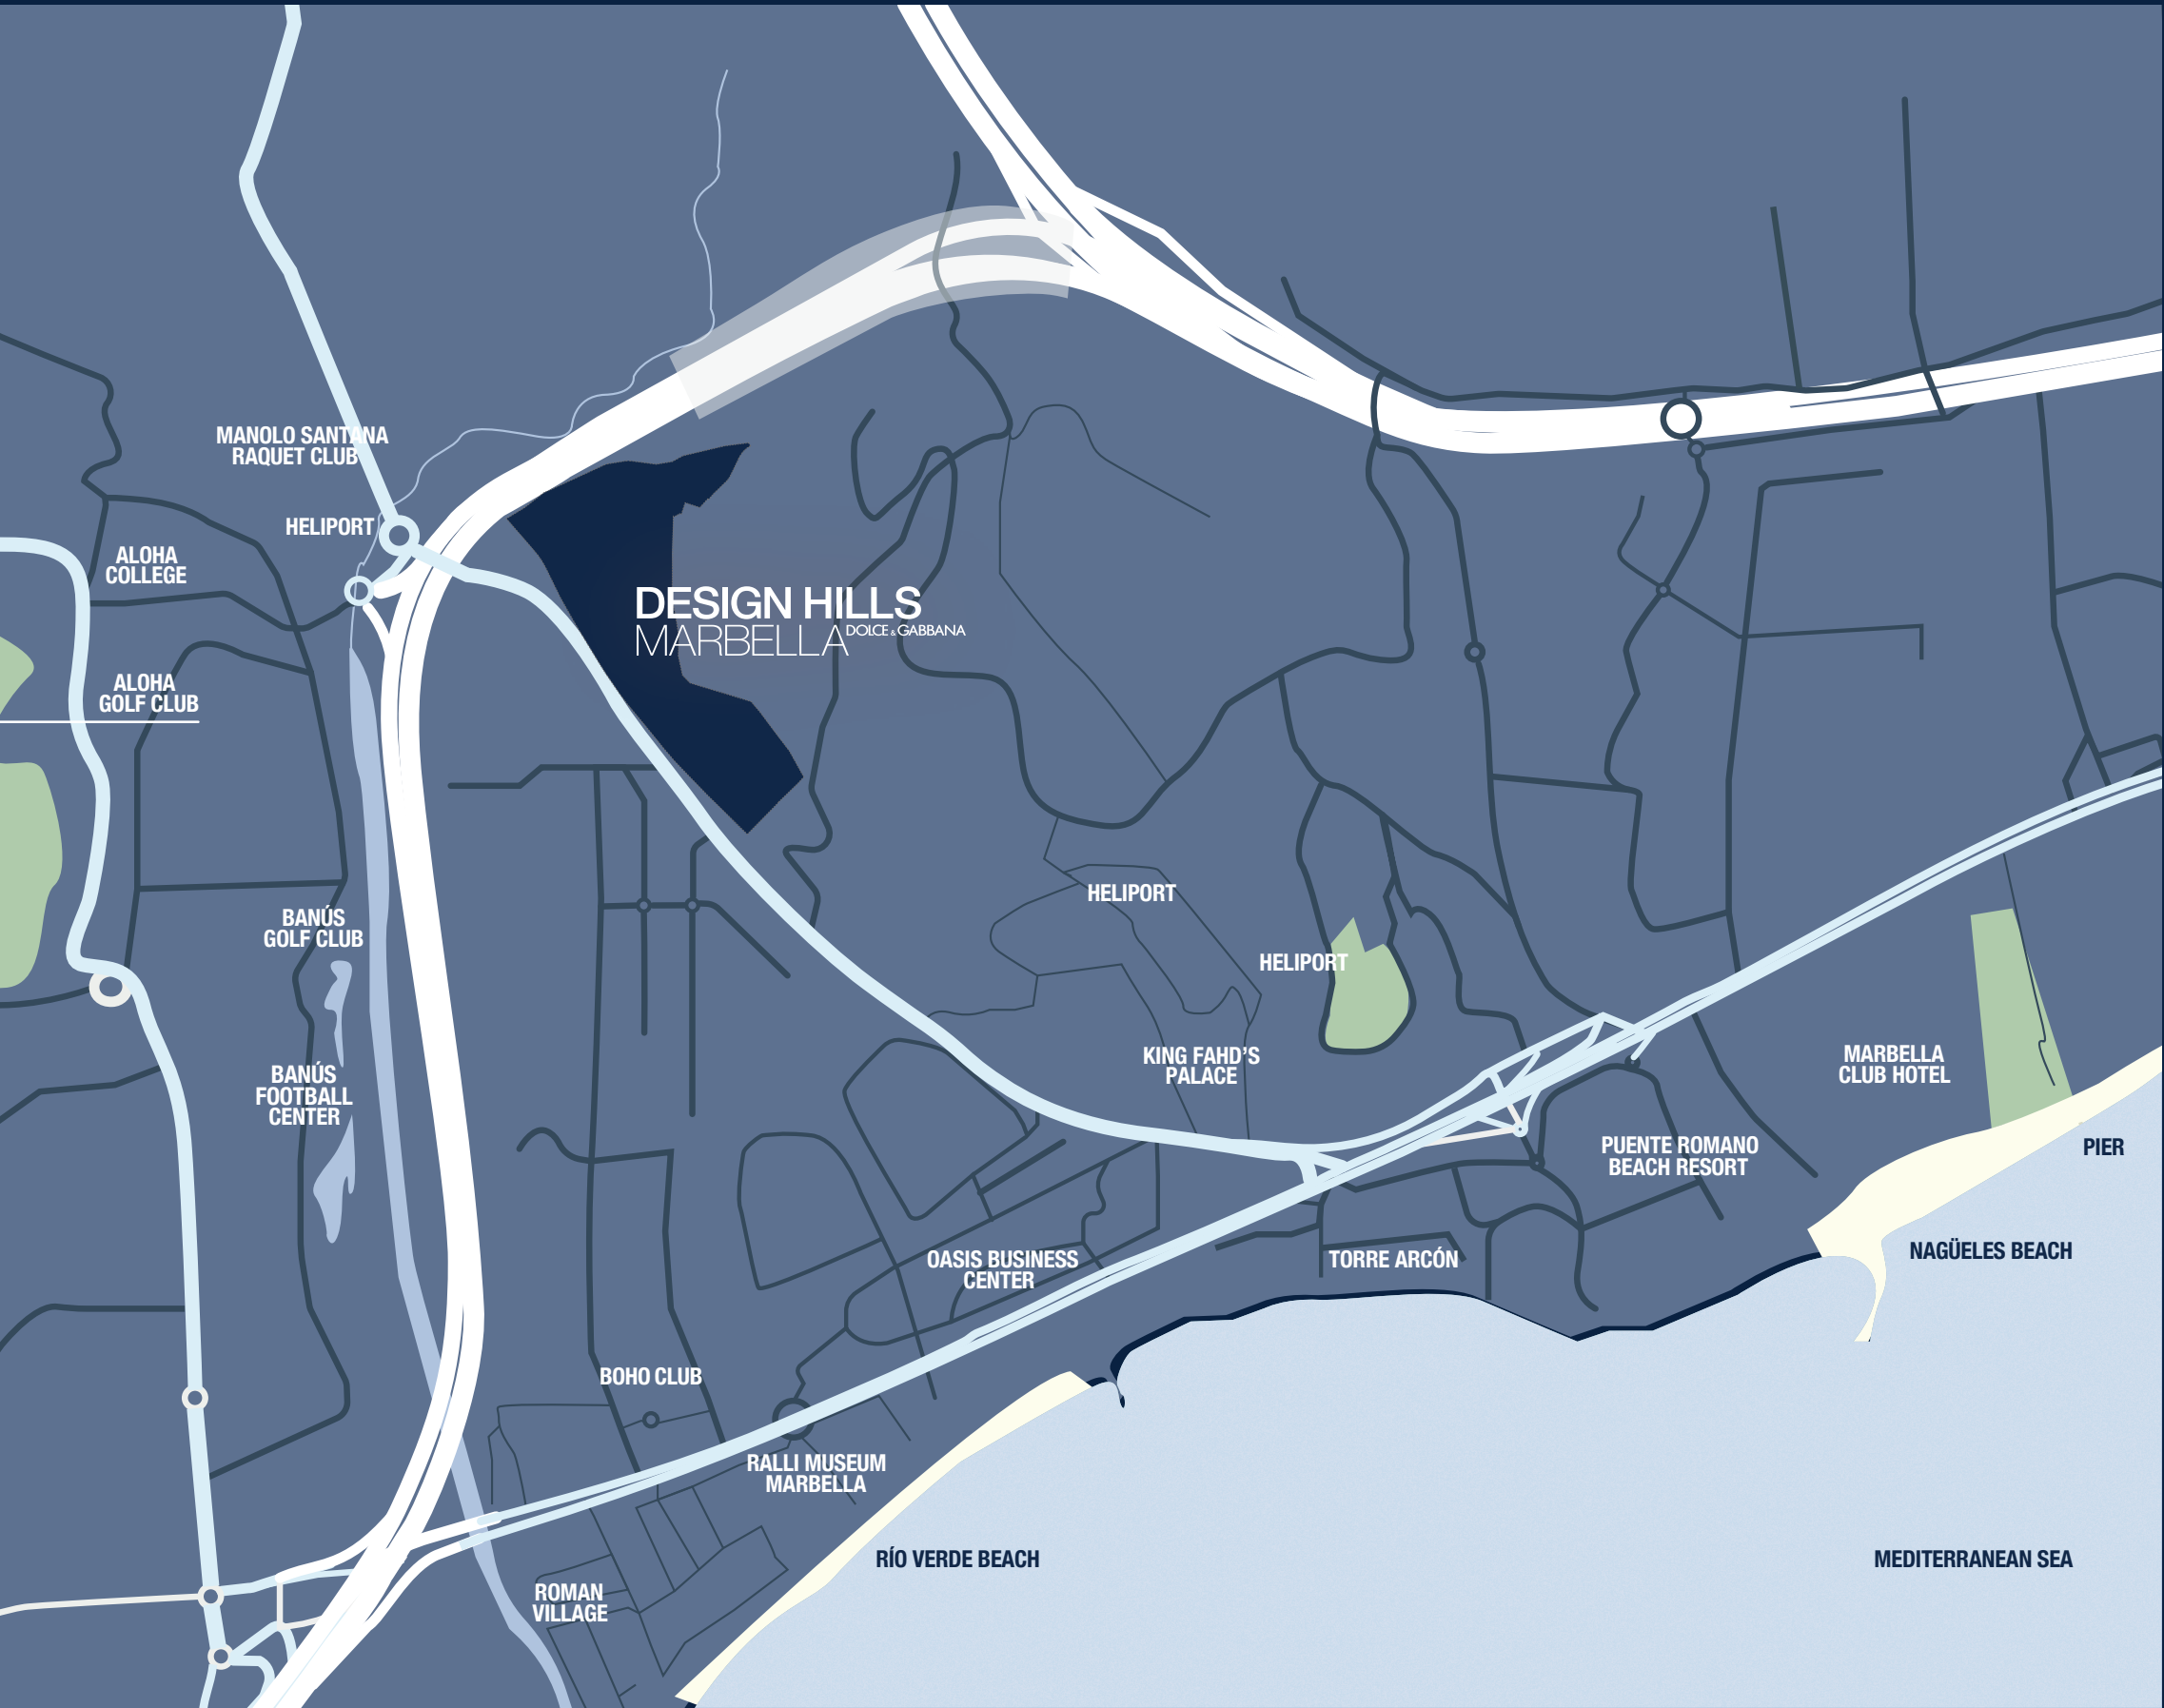 MANOLO SANTANA
RAQUET CLUB
HELIPORT
ALOHA
COLLEGE
DESIGN HILLS
MARBELLA DOLCE & GABBANA
ALOHA
GOLF CLUB
HELIPORT
BANÚS
GOLF CLUB
HELIPORT
KING FAHD'S
PALACE
MARBELLA
CLUB HOTEL
BANÚS
FOOTBALL
CENTER
PUENTE ROMANO
BEACH RESORT
PIER
NAGÜELES BEACH
OASIS BUSINESS
CENTER
TORRE ARCÓN
BOHO CLUB
RALLI MUSEUM
MARBELLA
RÍO VERDE BEACH
MEDITERRANEAN SEA
ROMAN
VILLAGE